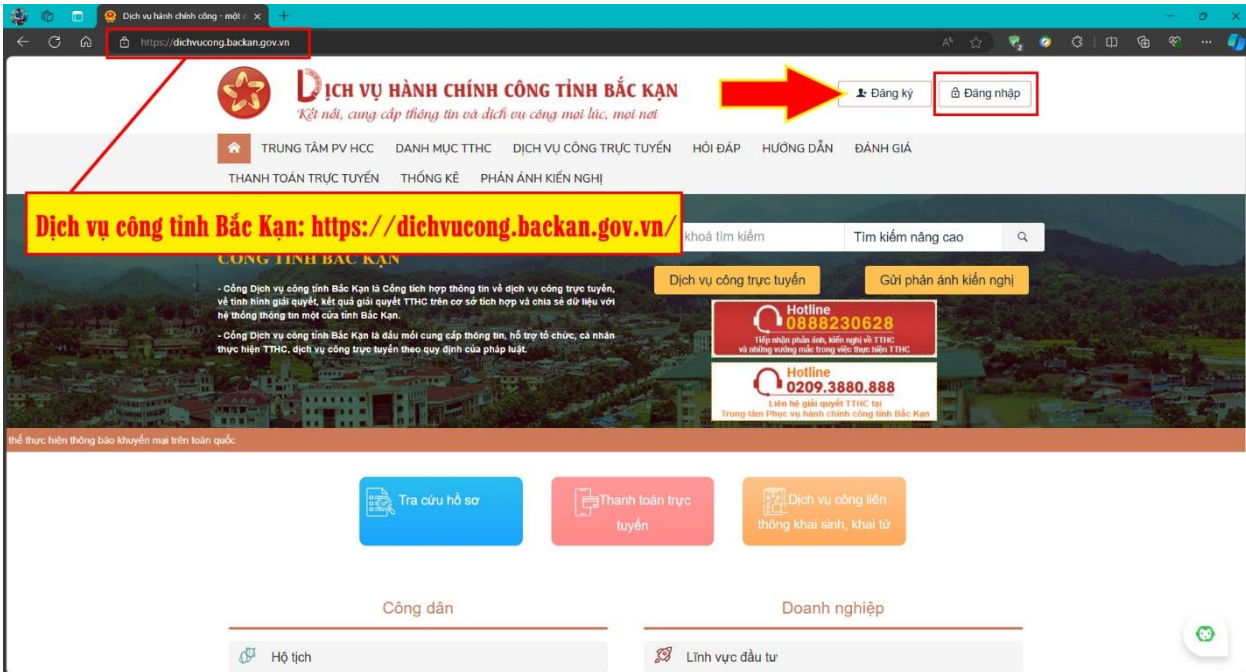 Dịch vụ hành chính công - một c
https://dichvucong.backan.gov.vn
DỊCH VỤ HÀNH CHÍNH CÔNG TỈNH BẮC KẠN
Kết nối, cung cấp thông tin và dịch vụ công mọi lúc, mọi nơi
Đăng ký
Đăng nhập
TRUNG TÂM PV HCC DANH MỤC TTHC DỊCH VỤ CÔNG TRỰC TUYẾN HỎI ĐÁP HƯỚNG DẪN ĐÁNH GIÁ
THANH TOÁN TRỰC TUYẾN THỐNG KÊ PHẢN ÁNH KIẾN NGHỊ
Dịch vụ công tỉnh Bắc Kạn: https://dichvucong.backan.gov.vn/
khoá tìm kiếm Tìm kiếm nâng cao
CÔNG TỈNH BẮC KẠN
- Cổng Dịch vụ công tỉnh Bắc Kạn là Cổng tích hợp thông tin về dịch vụ công trực tuyến,
về tình hình giải quyết, kết quả giải quyết TTHC trên cơ sở tích hợp và chia sẻ dữ liệu với
hệ thống thông tin một cửa tỉnh Bắc Kạn.
- Cổng Dịch vụ công tỉnh Bắc Kạn là đầu mối cung cấp thông tin, hỗ trợ tổ chức, cá nhân
thực hiện TTHC, dịch vụ công trực tuyến theo quy định của pháp luật.
Dịch vụ công trực tuyến
Gửi phản ánh kiến nghị
Hotline
0888230628
Tiếp nhận phản ánh, kiến nghị về TTHC
và những vướng mắc trong việc thực hiện TTHC
Hotline
0209.3880.888
Liên hệ giải quyết TTHC tại
Trung tâm Phục vụ hành chính công tỉnh Bắc Kạn
thể thực hiện thông báo khuyến mại trên toàn quốc
Tra cứu hồ sơ
Thanh toán trực
tuyến
Dịch vụ công liên
thông khai sinh, khai tử
Công dân
Doanh nghiệp
Hộ tịch
Lĩnh vực đầu tư